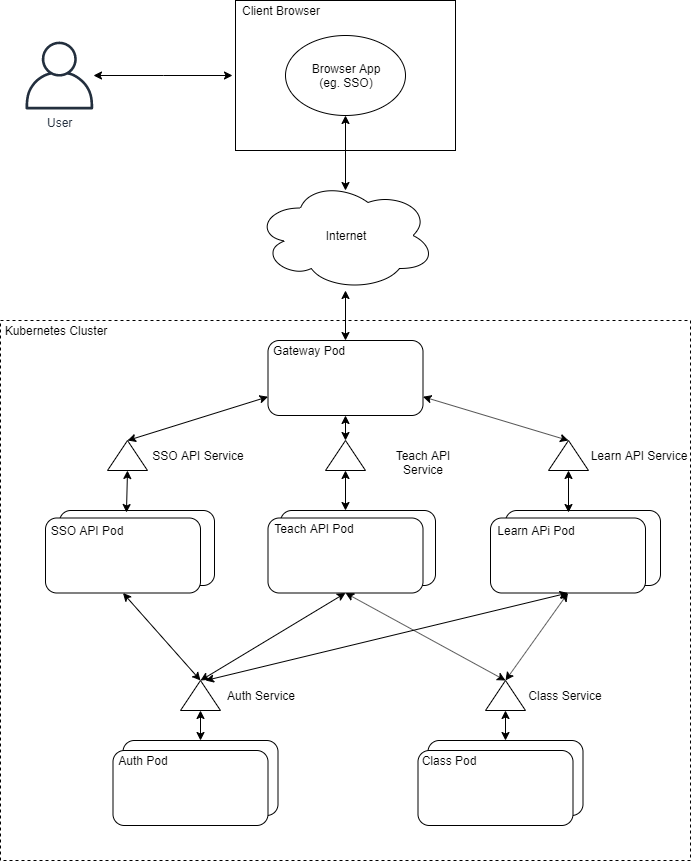 Client Browser
Browser App
(eg. SSO)
User
Internet
Kubernetes Cluster
Gateway Pod
SSO API Service
Teach API
Service
Learn API Service
SSO API Pod
Teach API Pod
Learn APi Pod
Auth Service
Class Service
Auth Pod
Class Pod